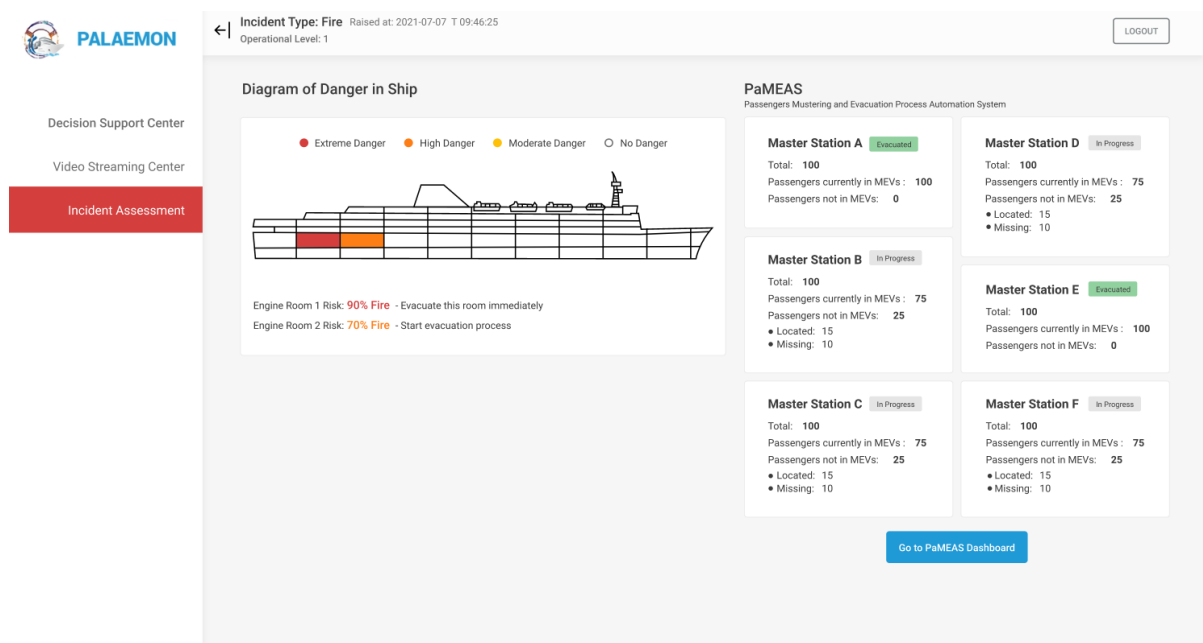 PALAEMON
Decision Support Center
Video Streaming Center
Incident Assessment
Incident Type: Fire Raised at: 2021-07-07 T 09:46:25
Operational Level: 1
LOGOUT
Diagram of Danger in Ship
Extreme Danger High Danger Moderate Danger No Danger
Engine Room 1 Risk: 90% Fire - Evacuate this room immediately
Engine Room 2 Risk: 70% Fire - Start evacuation process
PaMEAS
Passengers Mustering and Evacuation Process Automation System
Master Station A Evacuated
Total: 100
Passengers currently in MEVs : 100
Passengers not in MEVs: 0
Master Station B In Progress
Total: 100
Passengers currently in MEVs : 75
Passengers not in MEVs: 25
• Located: 15
• Missing: 10
Master Station C In Progress
Total: 100
Passengers currently in MEVs : 75
Passengers not in MEVs: 25
• Located: 15
• Missing: 10
Master Station D In Progress
Total: 100
Passengers currently in MEVs : 75
Passengers not in MEVs: 25
• Located: 15
• Missing: 10
Master Station E Evacuated
Total: 100
Passengers currently in MEVs : 100
Passengers not in MEVs: 0
Master Station F In Progress
Total: 100
Passengers currently in MEVs : 75
Passengers not in MEVs: 25
• Located: 15
• Missing: 10
Go to PaMEAS Dashboard